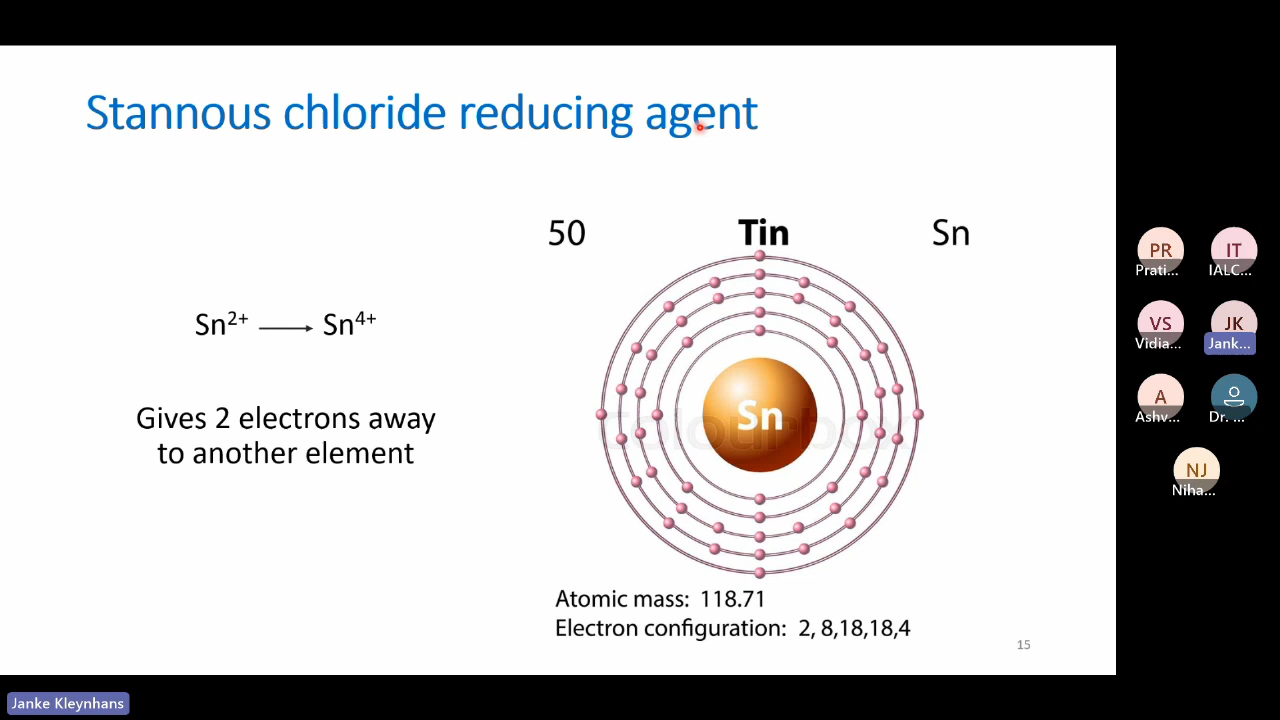 Stannous chloride reducing agent
50 Tin Sn
Sn²⁺ ⟶ Sn⁴⁺
Gives 2 electrons away
to another element
Sn
colourbox
Atomic mass: 118.71
Electron configuration: 2, 8,18,18,4
15
PR
Prati...
IT
IALC...
VS
Vidia...
JK
Jank...
A
Ashv...
Dr. ...
NJ
Niha...
Janke Kleynhans